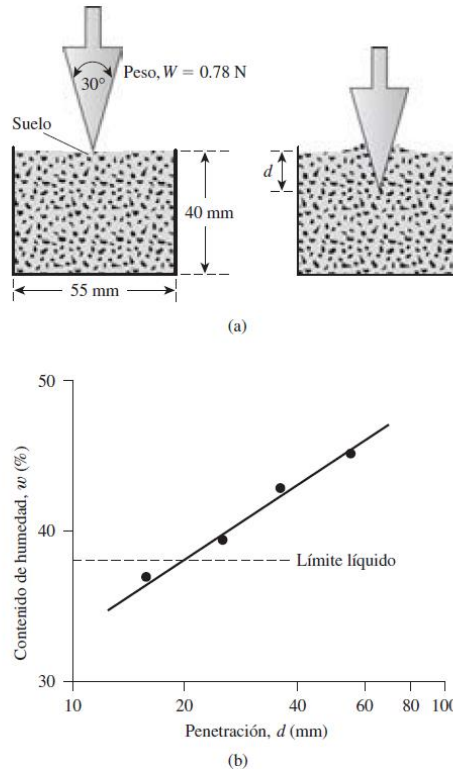 30°
Peso, W = 0.78 N
Suelo
d
40 mm
55 mm
(a)
50
40
30
Contenido de humedad, w (%)
Límite líquido
10 20 40 60 80 100
Penetración, d (mm)
(b)